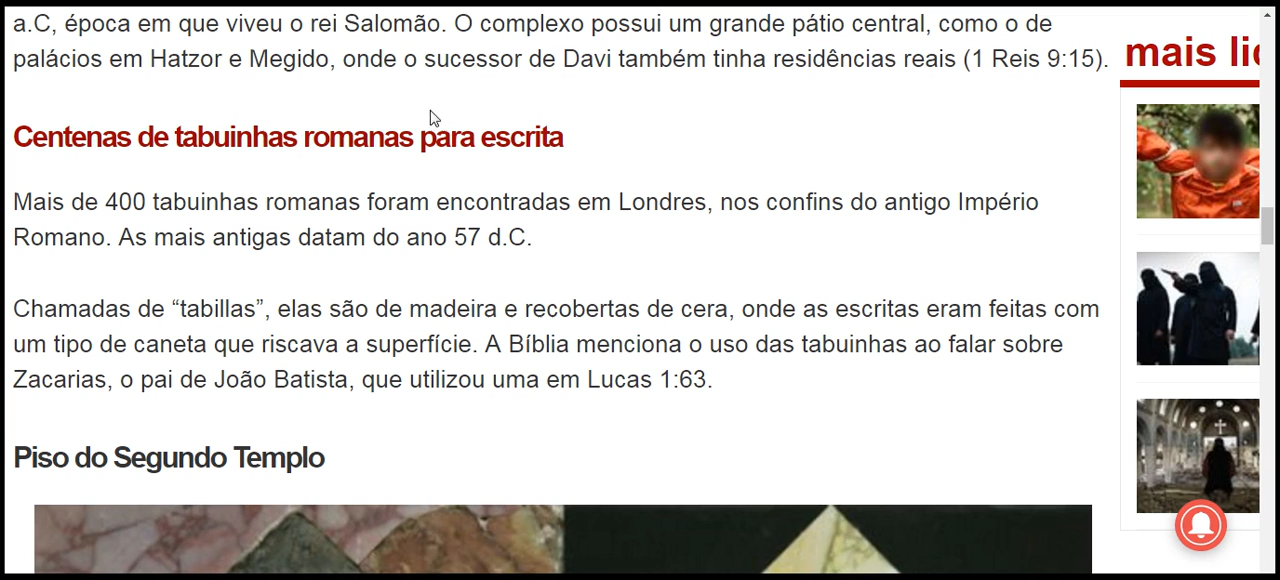 a.C, época em que viveu o rei Salomão. O complexo possui um grande pátio central, como o de
palácios em Hatzor e Megido, onde o sucessor de Davi também tinha residências reais (1 Reis 9:15).
Centenas de tabuinhas romanas para escrita
Mais de 400 tabuinhas romanas foram encontradas em Londres, nos confins do antigo Império
Romano. As mais antigas datam do ano 57 d.C.
Chamadas de “tabillas”, elas são de madeira e recobertas de cera, onde as escritas eram feitas com
um tipo de caneta que riscava a superfície. A Bíblia menciona o uso das tabuinhas ao falar sobre
Zacarias, o pai de João Batista, que utilizou uma em Lucas 1:63.
Piso do Segundo Templo
mais